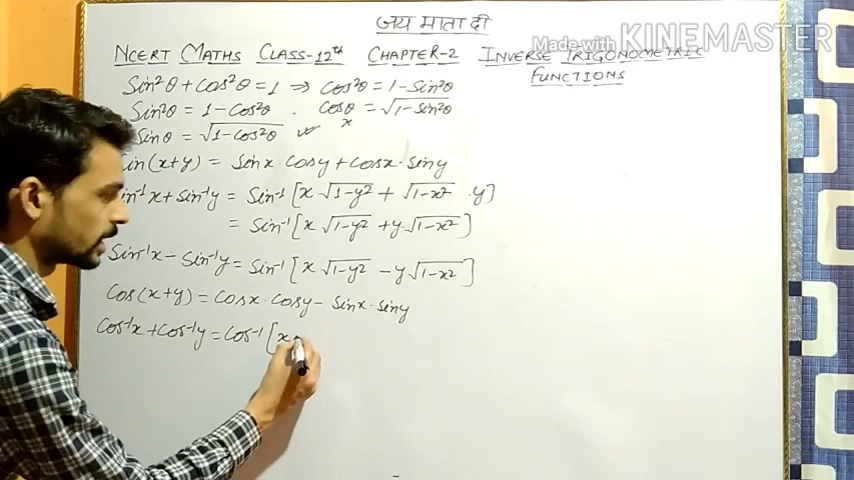 जय माता दी
Made with KINEMASTER
NCERT MATHS CLASS-12th CHAPTER-2 INVERSE TRIGONOMETRIC FUNCTIONS
Sin²θ + Cos²θ = 1 ⇒ Cos²θ = 1 - Sin²θ
Sin²θ = 1 - Cos²θ . Cosθ = √1-Sin²θ
x
Sinθ = √1-Cos²θ
Sin(x+y) = Sinx·Cosy + Cosx·Siny
Sin⁻¹x + Sin⁻¹y = Sin⁻¹[x√1-y² + √1-x² ·y]
= Sin⁻¹[x√1-y² + y√1-x²]
Sin⁻¹x - Sin⁻¹y = Sin⁻¹[x√1-y² - y√1-x²]
Cos(x+y) = Cosx·Cosy - Sinx·Siny
Cos⁻¹x + Cos⁻¹y = Cos⁻¹[x